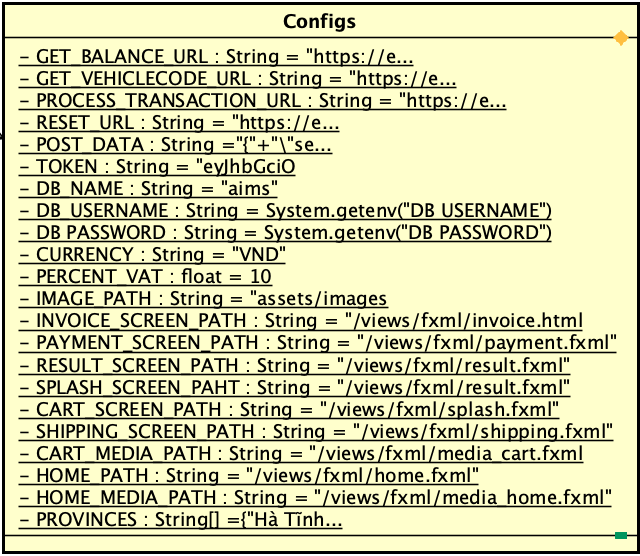 Configs
- GET_BALANCE_URL : String = "https://e...
- GET_VEHICLECODE_URL : String = "https://e...
- PROCESS_TRANSACTION_URL : String = "https://e...
- RESET_URL : String = "https://e...
- POST_DATA : String ="{"+"\"se...
- TOKEN : String = "eyJhbGciO
- DB_NAME : String = "aims"
- DB_USERNAME : String = System.getenv("DB USERNAME")
- DB PASSWORD : String = System.getenv("DB PASSWORD")
- CURRENCY : String = "VND"
- PERCENT_VAT : float = 10
- IMAGE_PATH : String = "assets/images
- INVOICE_SCREEN_PATH : String = "/views/fxml/invoice.html
- PAYMENT_SCREEN_PATH : String = "/views/fxml/payment.fxml"
- RESULT_SCREEN_PATH : String = "/views/fxml/result.fxml"
- SPLASH_SCREEN_PAHT : String = "/views/fxml/result.fxml"
- CART_SCREEN_PATH : String = "/views/fxml/splash.fxml"
- SHIPPING_SCREEN_PATH : String = "/views/fxml/shipping.fxml"
- CART_MEDIA_PATH : String = "/views/fxml/media_cart.fxml
- HOME_PATH : String = "/views/fxml/home.fxml"
- HOME_MEDIA_PATH : String = "/views/fxml/media_home.fxml"
- PROVINCES : String[] ={"Hà Tĩnh...